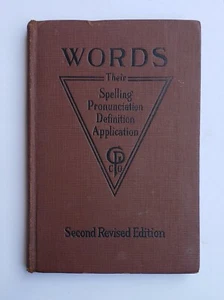 WORDS
Their
Spelling
Pronunciation
Definition
Application
Second Revised Edition